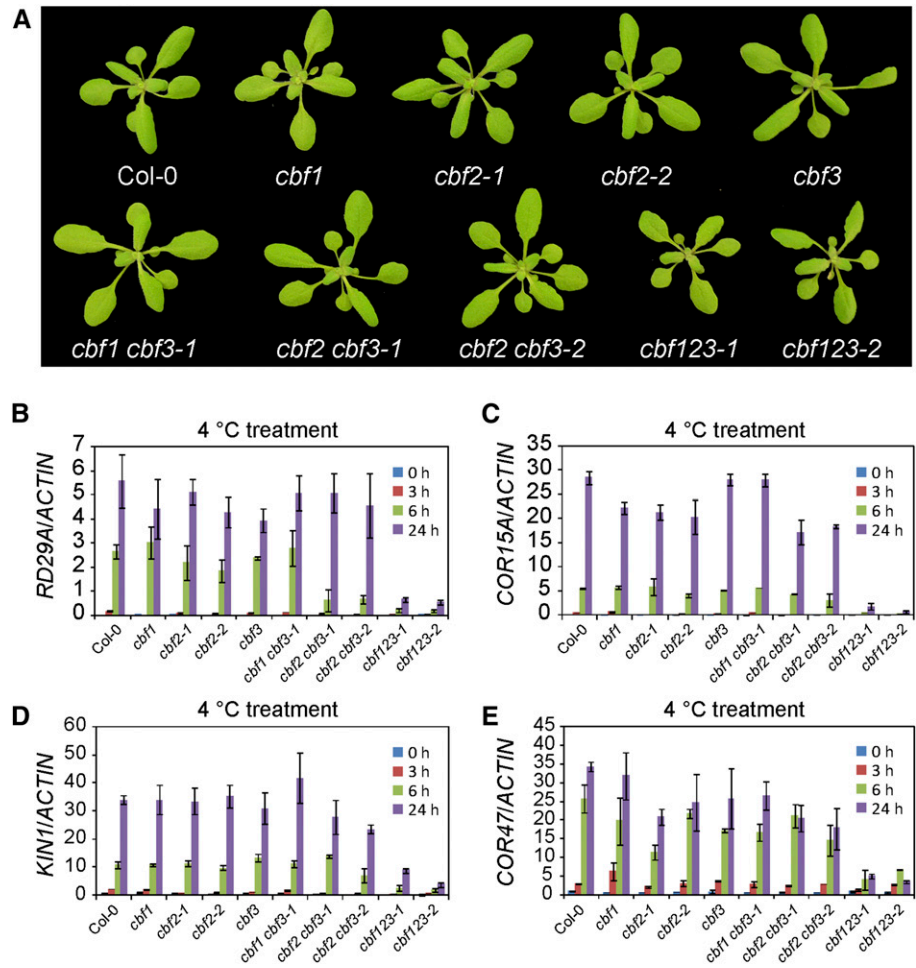 A
Col-0 cbf1 cbf2-1 cbf2-2 cbf3
cbf1 cbf3-1 cbf2 cbf3-1 cbf2 cbf3-2 cbf123-1 cbf123-2
B
4 °C treatment
RD29A/ACTIN
7
6
5
4
3
2
1
0
0 h
3 h
6 h
24 h
Col-0 cbf1 cbf2-1 cbf2-2 cbf3 cbf1 cbf3-1 cbf2 cbf3-1 cbf2 cbf3-2 cbf123-1 cbf123-2
C
4 °C treatment
COR15A/ACTIN
35
30
25
20
15
10
5
0
0 h
3 h
6 h
24 h
Col-0 cbf1 cbf2-1 cbf2-2 cbf3 cbf1 cbf3-1 cbf2 cbf3-1 cbf2 cbf3-2 cbf123-1 cbf123-2
D
4 °C treatment
KIN1/ACTIN
60
50
40
30
20
10
0
0 h
3 h
6 h
24 h
Col-0 cbf1 cbf2-1 cbf2-2 cbf3 cbf1 cbf3-1 cbf2 cbf3-1 cbf2 cbf3-2 cbf123-1 cbf123-2
E
4 °C treatment
COR47/ACTIN
45
40
35
30
25
20
15
10
5
0
0 h
3 h
6 h
24 h
Col-0 cbf1 cbf2-1 cbf2-2 cbf3 cbf1 cbf3-1 cbf2 cbf3-1 cbf2 cbf3-2 cbf123-1 cbf123-2